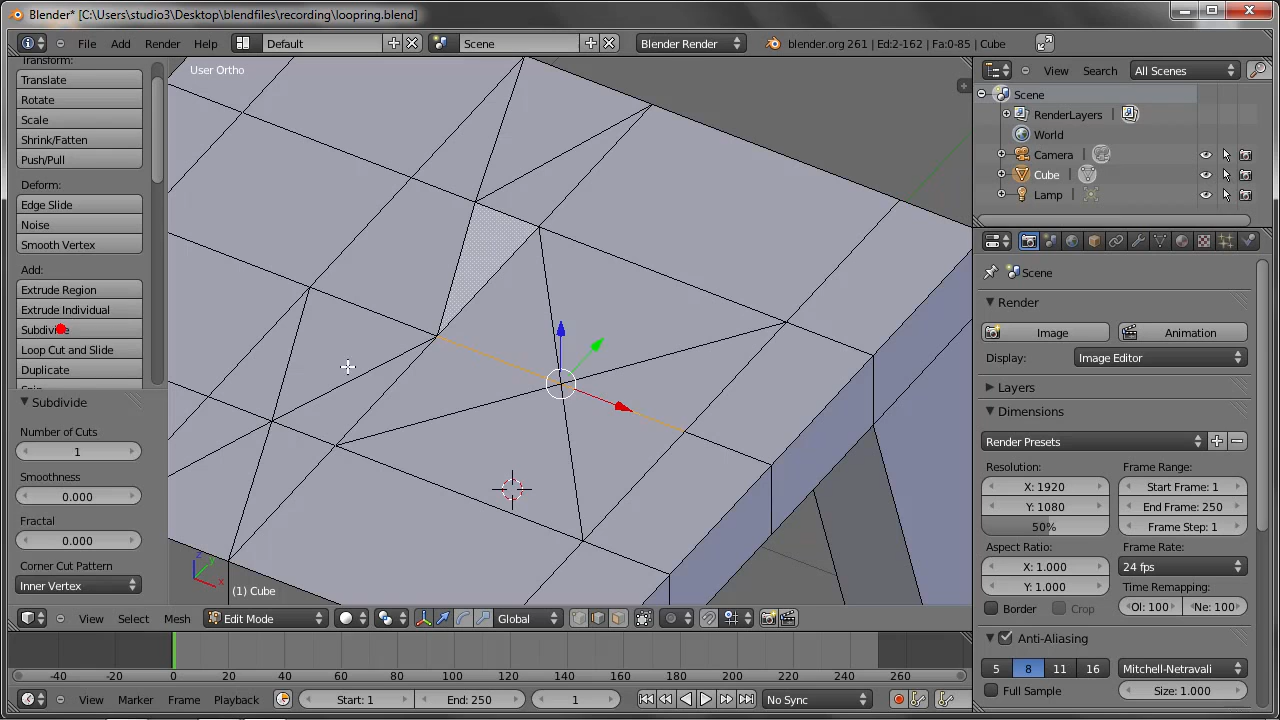 Blender* [C:\Users\studio3\Desktop\blendfiles\recording\loopring.blend]
File Add Render Help Default Scene Blender Render blender.org 261 | Ed:2-162 | Fa:0-85 | Cube
Transform:
Translate
Rotate
Scale
Shrink/Fatten
Push/Pull
Deform:
Edge Slide
Noise
Smooth Vertex
Add:
Extrude Region
Extrude Individual
Subdivide
Loop Cut and Slide
Duplicate
Subdivide
Number of Cuts
1
Smoothness
0.000
Fractal
0.000
Corner Cut Pattern
Inner Vertex
User Ortho
z
y
x
(1) Cube
View Select Mesh Edit Mode Global
-40 -20 0 20 40 60 80 100 120 140 160 180 200 220 240 260
View Marker Frame Playback Start: 1 End: 250 1 No Sync
View Search All Scenes
Scene
RenderLayers
World
Camera
Cube
Lamp
Scene
Render
Image Animation
Display: Image Editor
Layers
Dimensions
Render Presets
Resolution: Frame Range:
X: 1920 Start Frame: 1
Y: 1080 End Frame: 250
50% Frame Step: 1
Aspect Ratio: Frame Rate:
X: 1.000 24 fps
Y: 1.000 Time Remapping:
Border Crop Ol: 100 Ne: 100
Anti-Aliasing
5 8 11 16 Mitchell-Netravali
Full Sample Size: 1.000